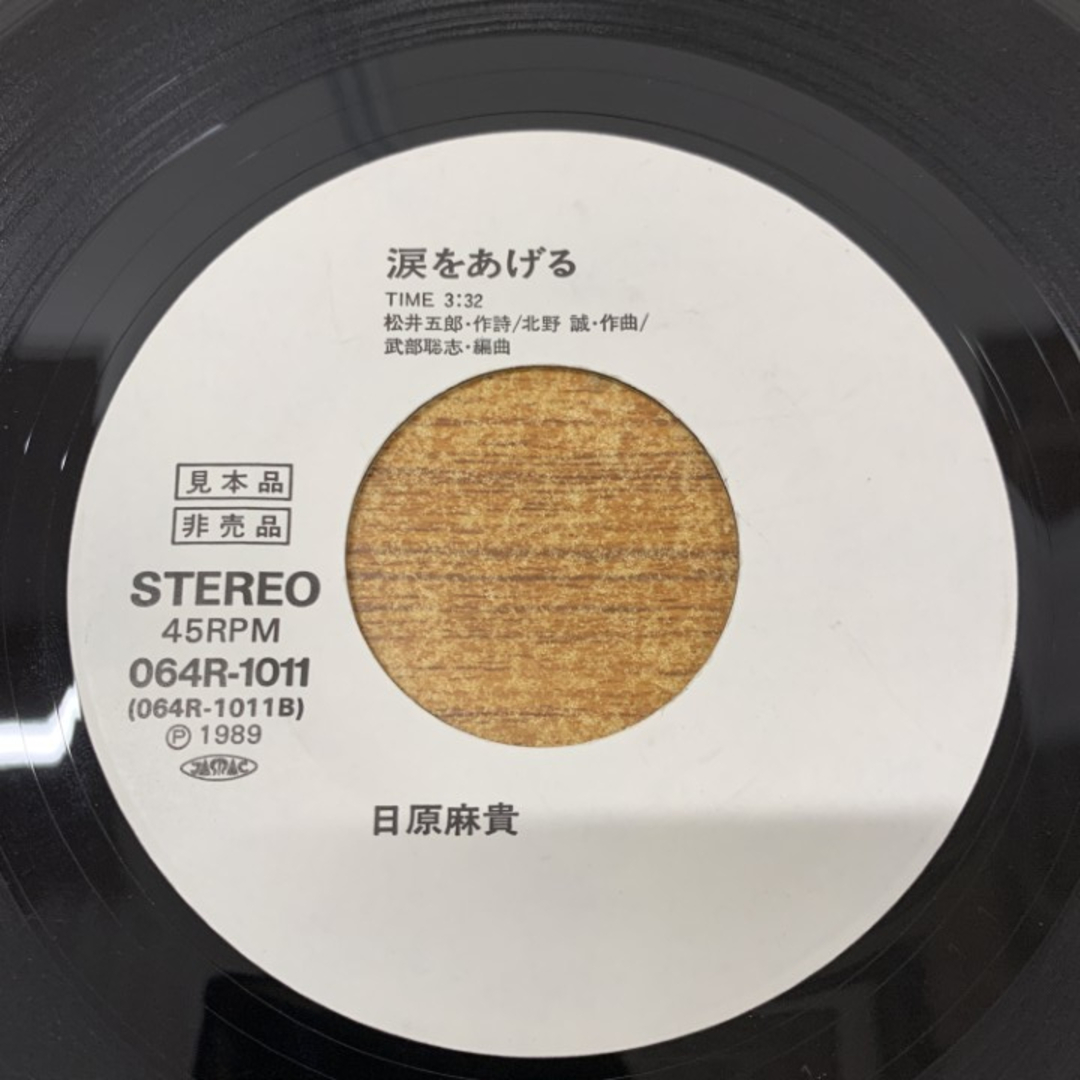 涙をあげる
TIME 3:32
松井五郎・作詩/北野 誠・作曲/
武部聡志・編曲
見本品
非売品
STEREO
45RPM
064R-1011
(064R-1011B)
Ⓟ 1989
JASRAC
日原麻貴